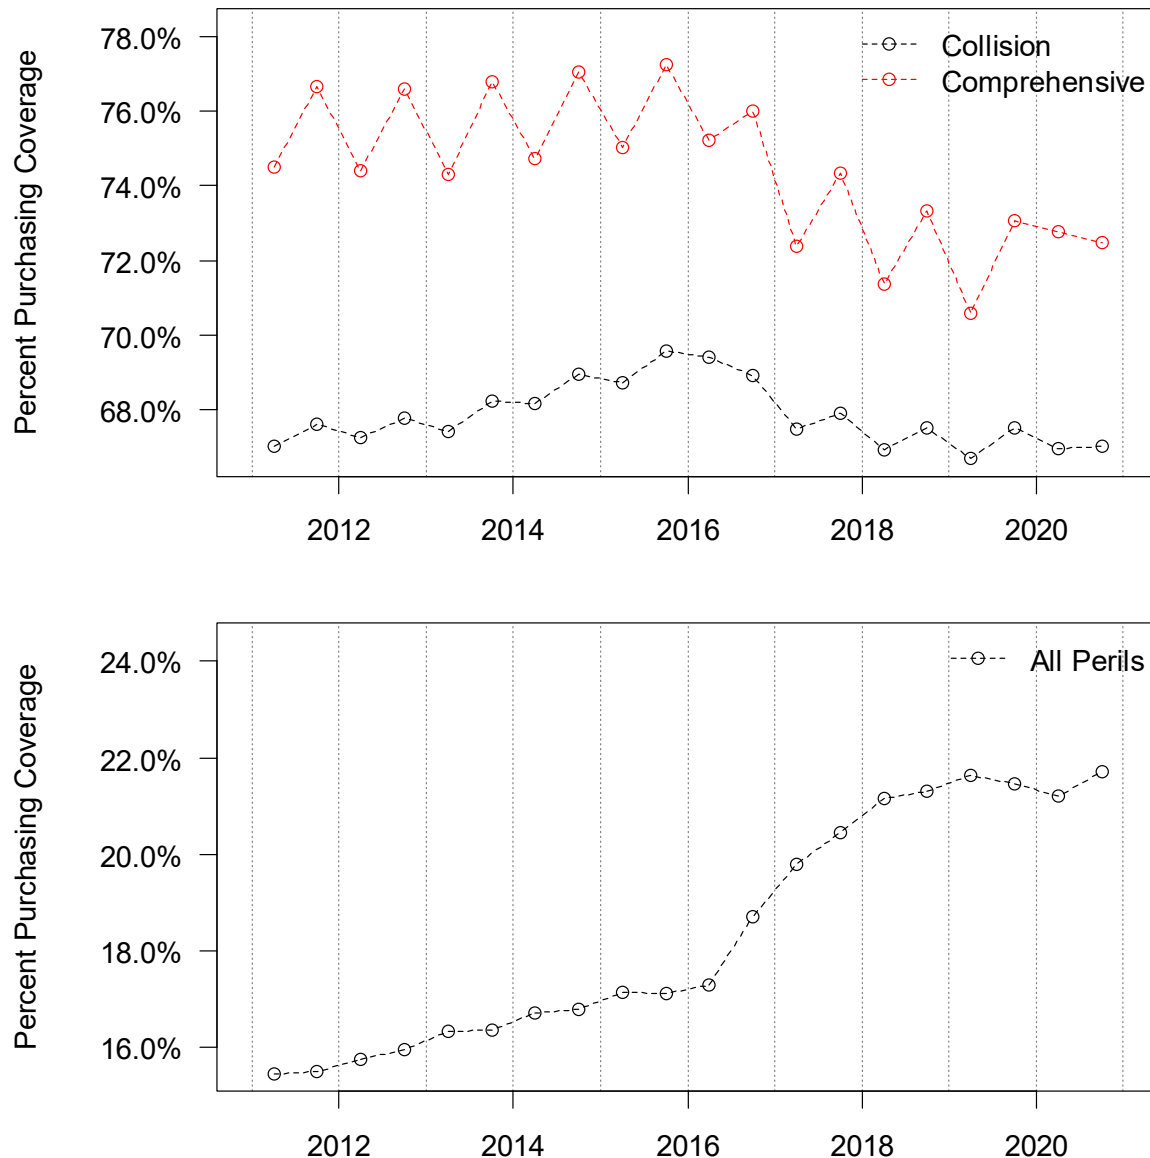 Percent Purchasing Coverage
78.0%
76.0%
74.0%
72.0%
70.0%
68.0%
Collision
Comprehensive
2012 2014 2016 2018 2020
Percent Purchasing Coverage
24.0%
22.0%
20.0%
18.0%
16.0%
All Perils
2012 2014 2016 2018 2020